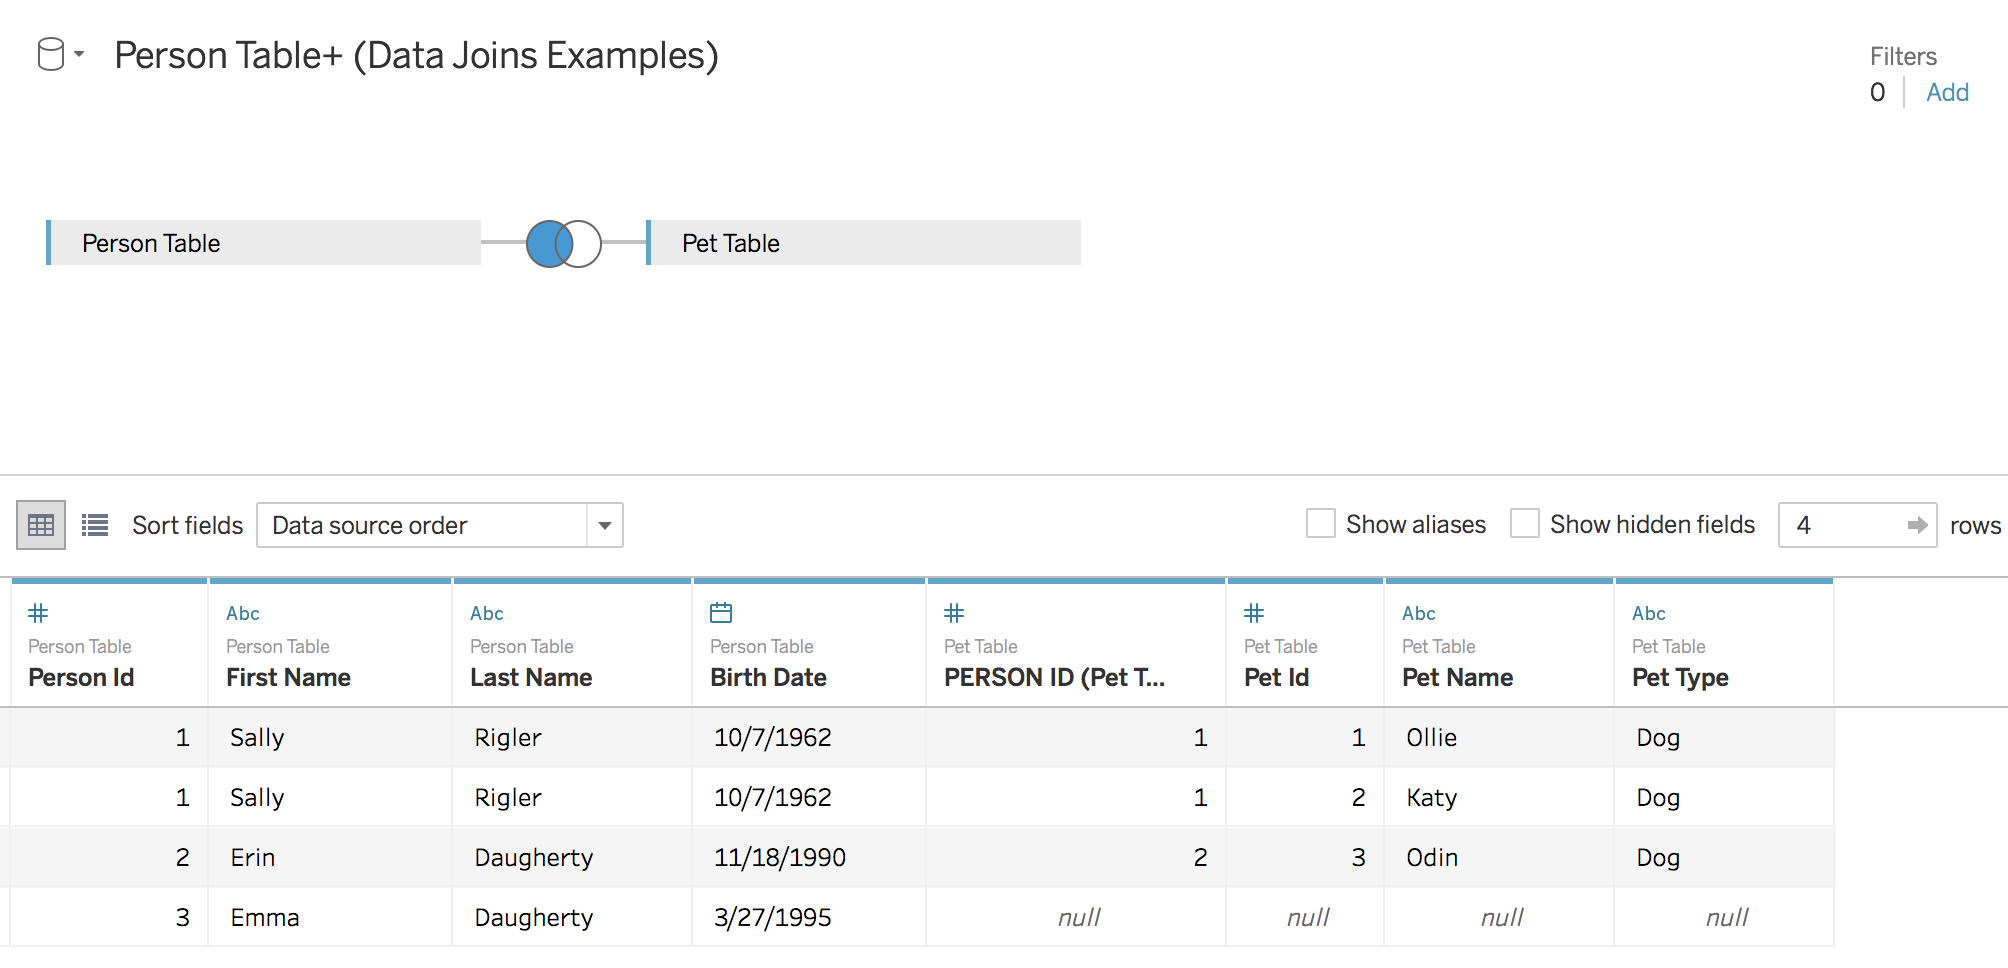 Person Table+ (Data Joins Examples)
Filters
0 Add
Person Table Pet Table
Sort fields Data source order Show aliases Show hidden fields 4 rows
# Abc Abc # # Abc Abc
Person Table Person Table Person Table Person Table Pet Table Pet Table Pet Table Pet Table
Person Id First Name Last Name Birth Date PERSON ID (Pet T... Pet Id Pet Name Pet Type
1 Sally Rigler 10/7/1962 1 1 Ollie Dog
1 Sally Rigler 10/7/1962 1 2 Katy Dog
2 Erin Daugherty 11/18/1990 2 3 Odin Dog
3 Emma Daugherty 3/27/1995 null null null null